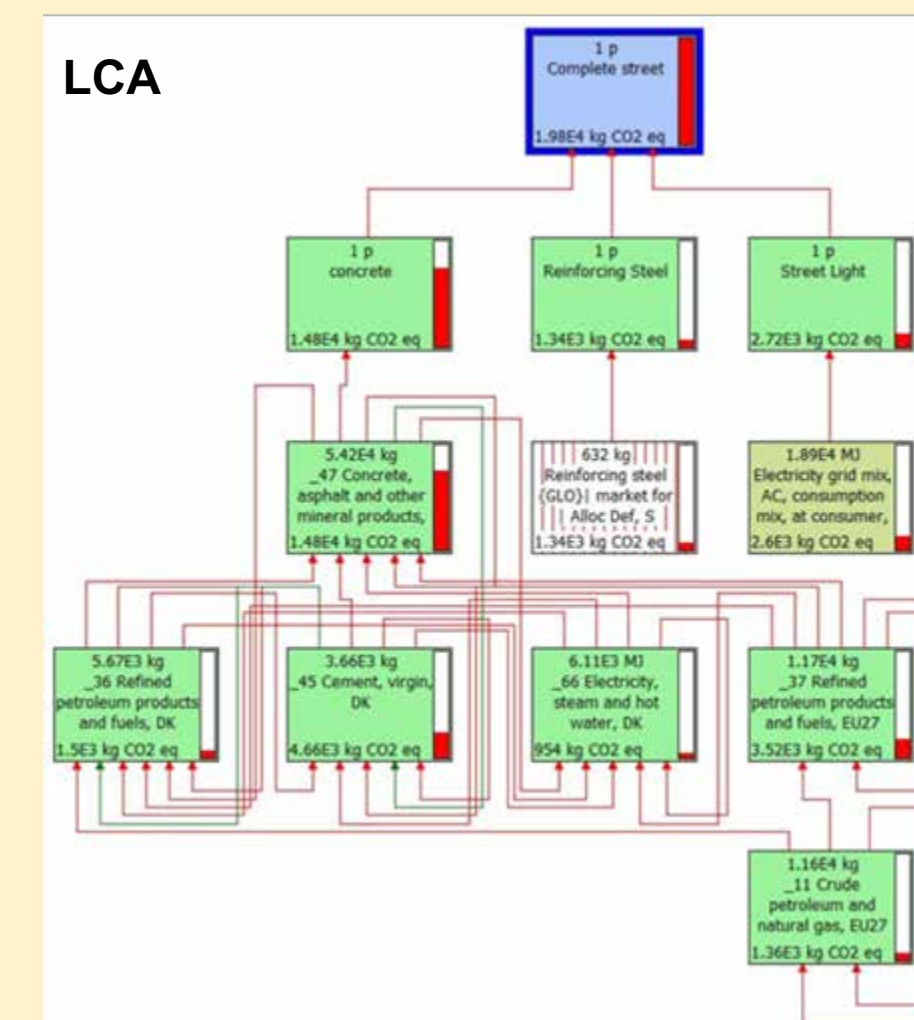 LCA
1 p
Complete street
1.98E4 kg CO2 eq
1 p
concrete
1.48E4 kg CO2 eq
1 p
Reinforcing Steel
1.34E3 kg CO2 eq
1 p
Street Light
2.72E3 kg CO2 eq
5.42E4 kg
_47 Concrete,
asphalt and other
mineral products,
1.48E4 kg CO2 eq
632 kg
Reinforcing steel
{GLO}| market for
| Alloc Def, S
1.34E3 kg CO2 eq
1.89E4 MJ
Electricity grid mix,
AC, consumption
mix, at consumer,
2.6E3 kg CO2 eq
5.67E3 kg
_36 Refined
petroleum products
and fuels, DK
1.5E3 kg CO2 eq
3.66E3 kg
_45 Cement, virgin,
DK
4.66E3 kg CO2 eq
6.11E3 MJ
_66 Electricity,
steam and hot
water, DK
954 kg CO2 eq
1.17E4 kg
_37 Refined
petroleum products
and fuels, EU27
3.52E3 kg CO2 eq
1.16E4 kg
_11 Crude
petroleum and
natural gas, EU27
1.36E3 kg CO2 eq